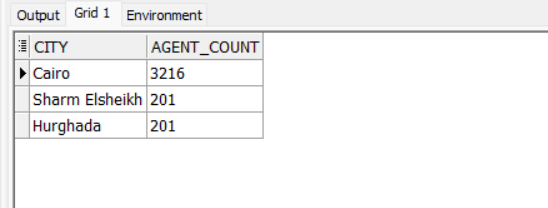 Output Grid 1 Environment
CITY AGENT_COUNT
Cairo 3216
Sharm Elsheikh 201
Hurghada 201